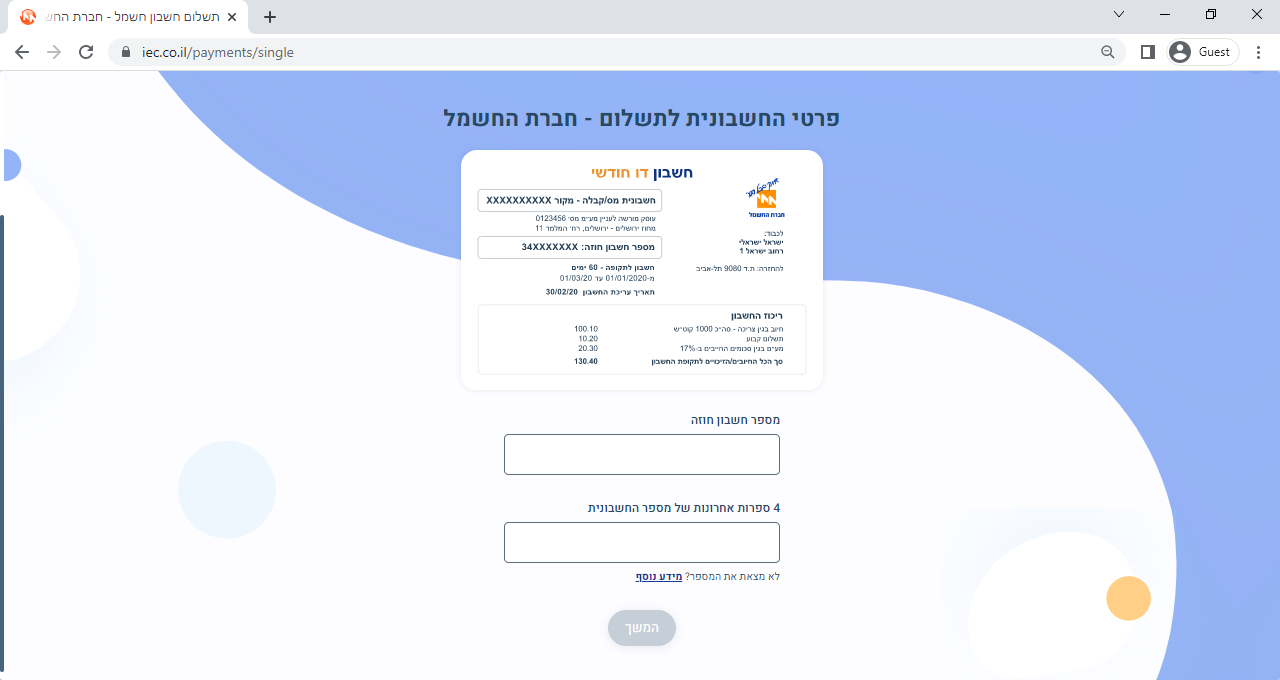 תשלום חשבון חשמל - חברת החש
iec.co.il/payments/single
Guest
פרטי החשבונית לתשלום - חברת החשמל
חשבון דו חודשי
חברת החשמל
חשבונית מס/קבלה - מקור XXXXXXXXXX
עוסק מורשה לעניין מע״מ מס׳ 0123456
מחוז ירושלים - ירושלים, רח׳ המלמד 11
מספר חשבון חוזה: 34XXXXXXX
לכבוד:
ישראל ישראלי
רחוב ישראל 1
חשבון לתקופה - 60 ימים
להחזרה: ת.ד 9080 תל-אביב
מ-01/01/2020 עד 01/03/20
תאריך עריכת החשבון 30/02/20
ריכוז החשבון
חיוב בגין צריכה - סה״כ 1000 קוט״ש 100.10
תשלום קבוע 10.20
מע״מ בגין סכומים החייבים ב-17% 20.30
סך הכל החיובים/הזיכויים לתקופת החשבון 130.40
מספר חשבון חוזה
4 ספרות אחרונות של מספר החשבונית
לא מצאת את המספר? מידע נוסף
המשך